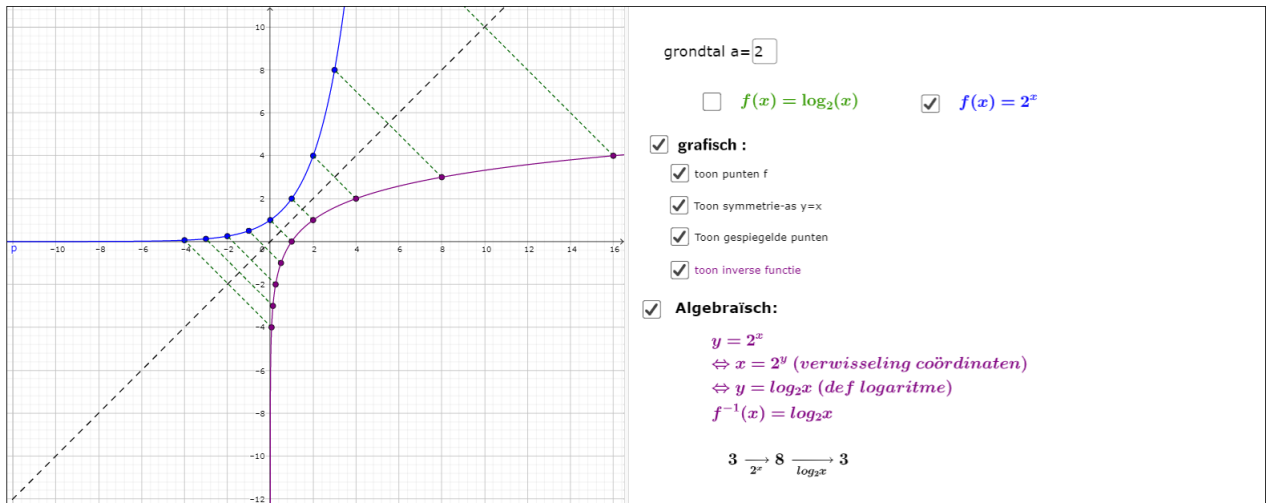 grondtal a= 2
f(x) = log₂(x) f(x) = 2ˣ
grafisch :
toon punten f
Toon symmetrie-as y=x
Toon gespiegelde punten
toon inverse functie
Algebraïsch:
y = 2ˣ
⇔ x = 2ʸ (verwisseling coördinaten)
⇔ y = log₂x (def logaritme)
f⁻¹(x) = log₂x
3 →2ˣ 8 →log₂x 3
10
8
6
4
2
p -10 -8 -6 -4 -2 0 2 4 6 8 10 12 14 16
-2
-4
-6
-8
-10
-12